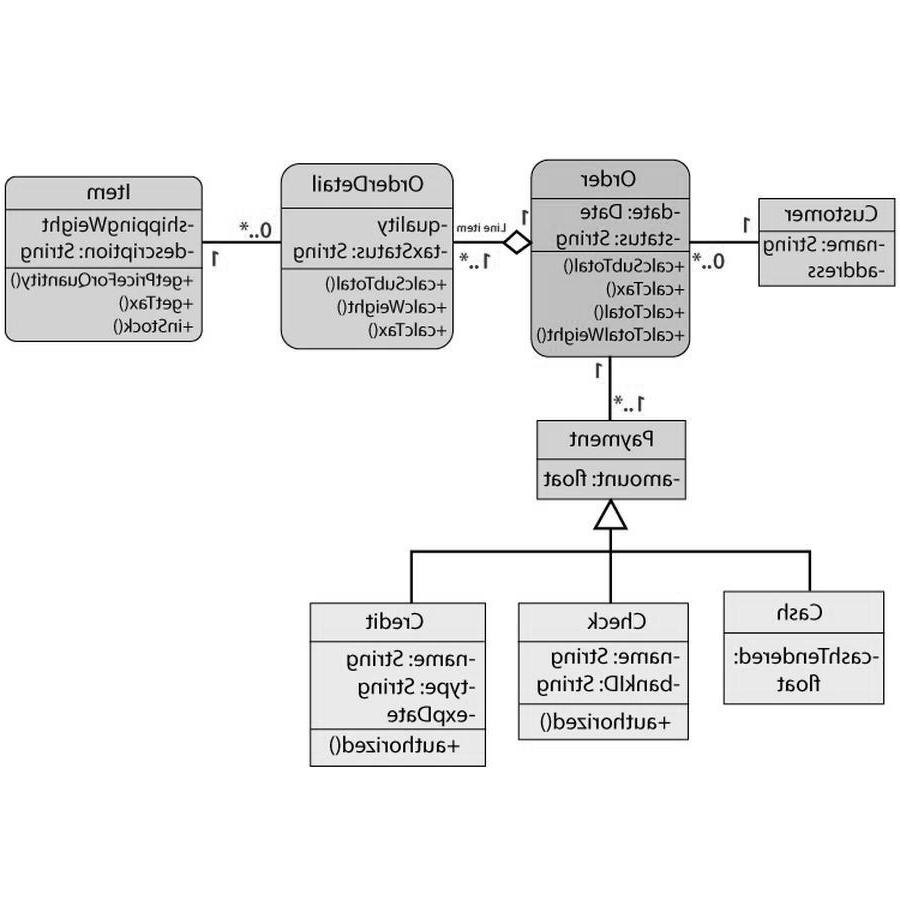 Customer
-name: String
-address
1
0..*
Order
-date: Date
-status: String
+calcSubTotal()
+calcTax()
+calcTotal()
+calcTotalWeight()
1
Line item
1..*
OrderDetail
-quality
-taxStatus: String
+calcSubTotal()
+calcWeight()
+calcTax()
0..*
1
Item
-shippingWeight
-description: String
+getPriceForQuantity()
+getTax()
+inStock()
1
1..*
Payment
-amount: float
Cash
-cashTendered:
float
Check
-name: String
-bankID: String
+authorized()
Credit
-name: String
-type: String
-expDate
+authorized()